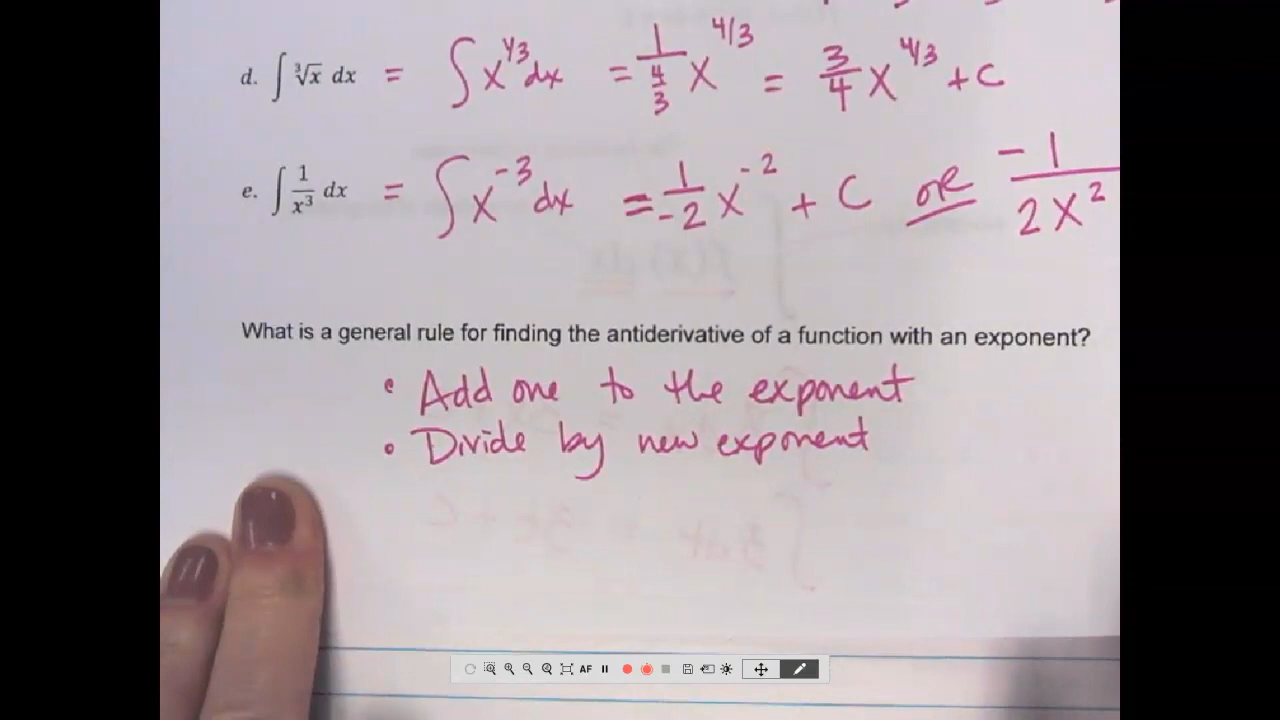 d. ∫ ∛x dx = ∫ x^1/3 dx = 1/(4/3) x^4/3 = 3/4 x^4/3 + C
e. ∫ 1/x³ dx = ∫ x^-3 dx = 1/-2 x^-2 + C or -1/2x²
What is a general rule for finding the antiderivative of a function with an exponent?
• Add one to the exponent
• Divide by new exponent
AF